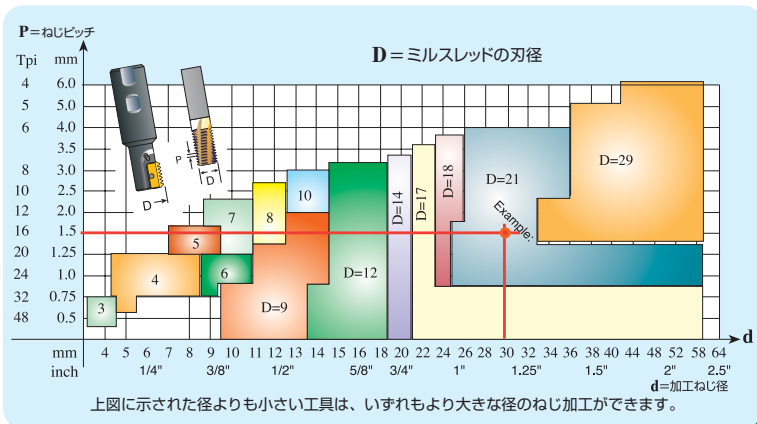 P=ねじピッチ
D=ミルスレッドの刃径
Tpi mm
4 6.0
5 5.0
6 4.0
3.5
8 3.0
10 2.5
12 2.0
16 1.5
20 1.25
24 1.0
32 0.75
48 0.5
P
D
D
3
4
5
6
7
8
D=9
10
D=12
D=14
D=17
D=18
D=21
D=29
Example:
d
mm 4 5 6 7 8 9 10 11 12 13 14 15 16 18 20 22 24 26 28 30 32 34 36 38 40 44 48 52 58 64
inch 1/4" 3/8" 1/2" 5/8" 3/4" 1" 1.25" 1.5" 2" 2.5"
d=加工ねじ径
上図に示された径よりも小さい工具は、いずれもより大きな径のねじ加工ができます。